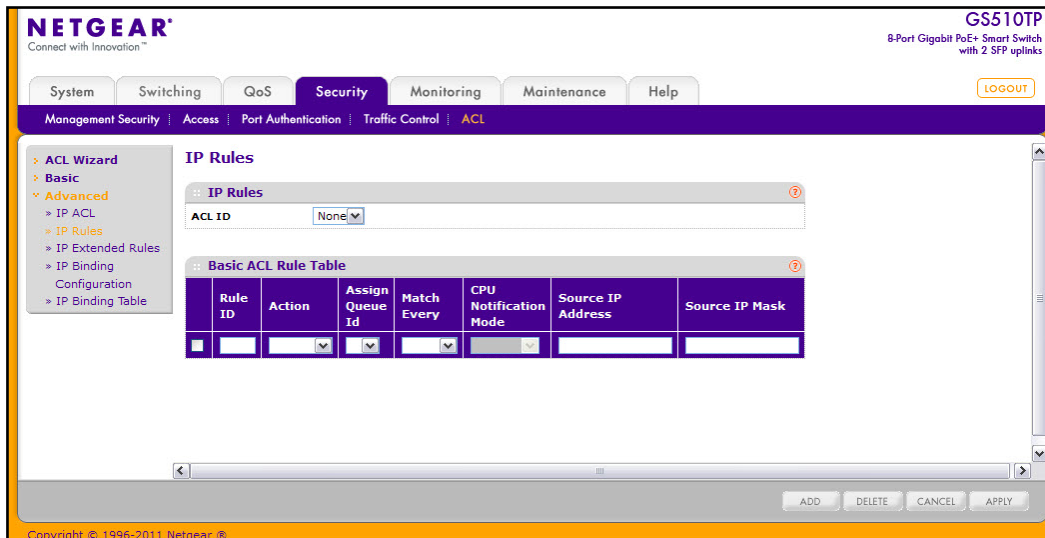 NETGEAR®
Connect with Innovation™
GS510TP
8-Port Gigabit PoE+ Smart Switch
with 2 SFP uplinks
System
Switching
QoS
Security
Monitoring
Maintenance
Help
LOGOUT
Management Security
Access
Port Authentication
Traffic Control
ACL
ACL Wizard
Basic
Advanced
» IP ACL
» IP Rules
» IP Extended Rules
» IP Binding
Configuration
» IP Binding Table
IP Rules
IP Rules
?
ACL ID
None
Basic ACL Rule Table
?
Rule ID
Action
Assign Queue Id
Match Every
CPU Notification Mode
Source IP Address
Source IP Mask
ADD
DELETE
CANCEL
APPLY
Copyright © 1996-2011 Netgear ®